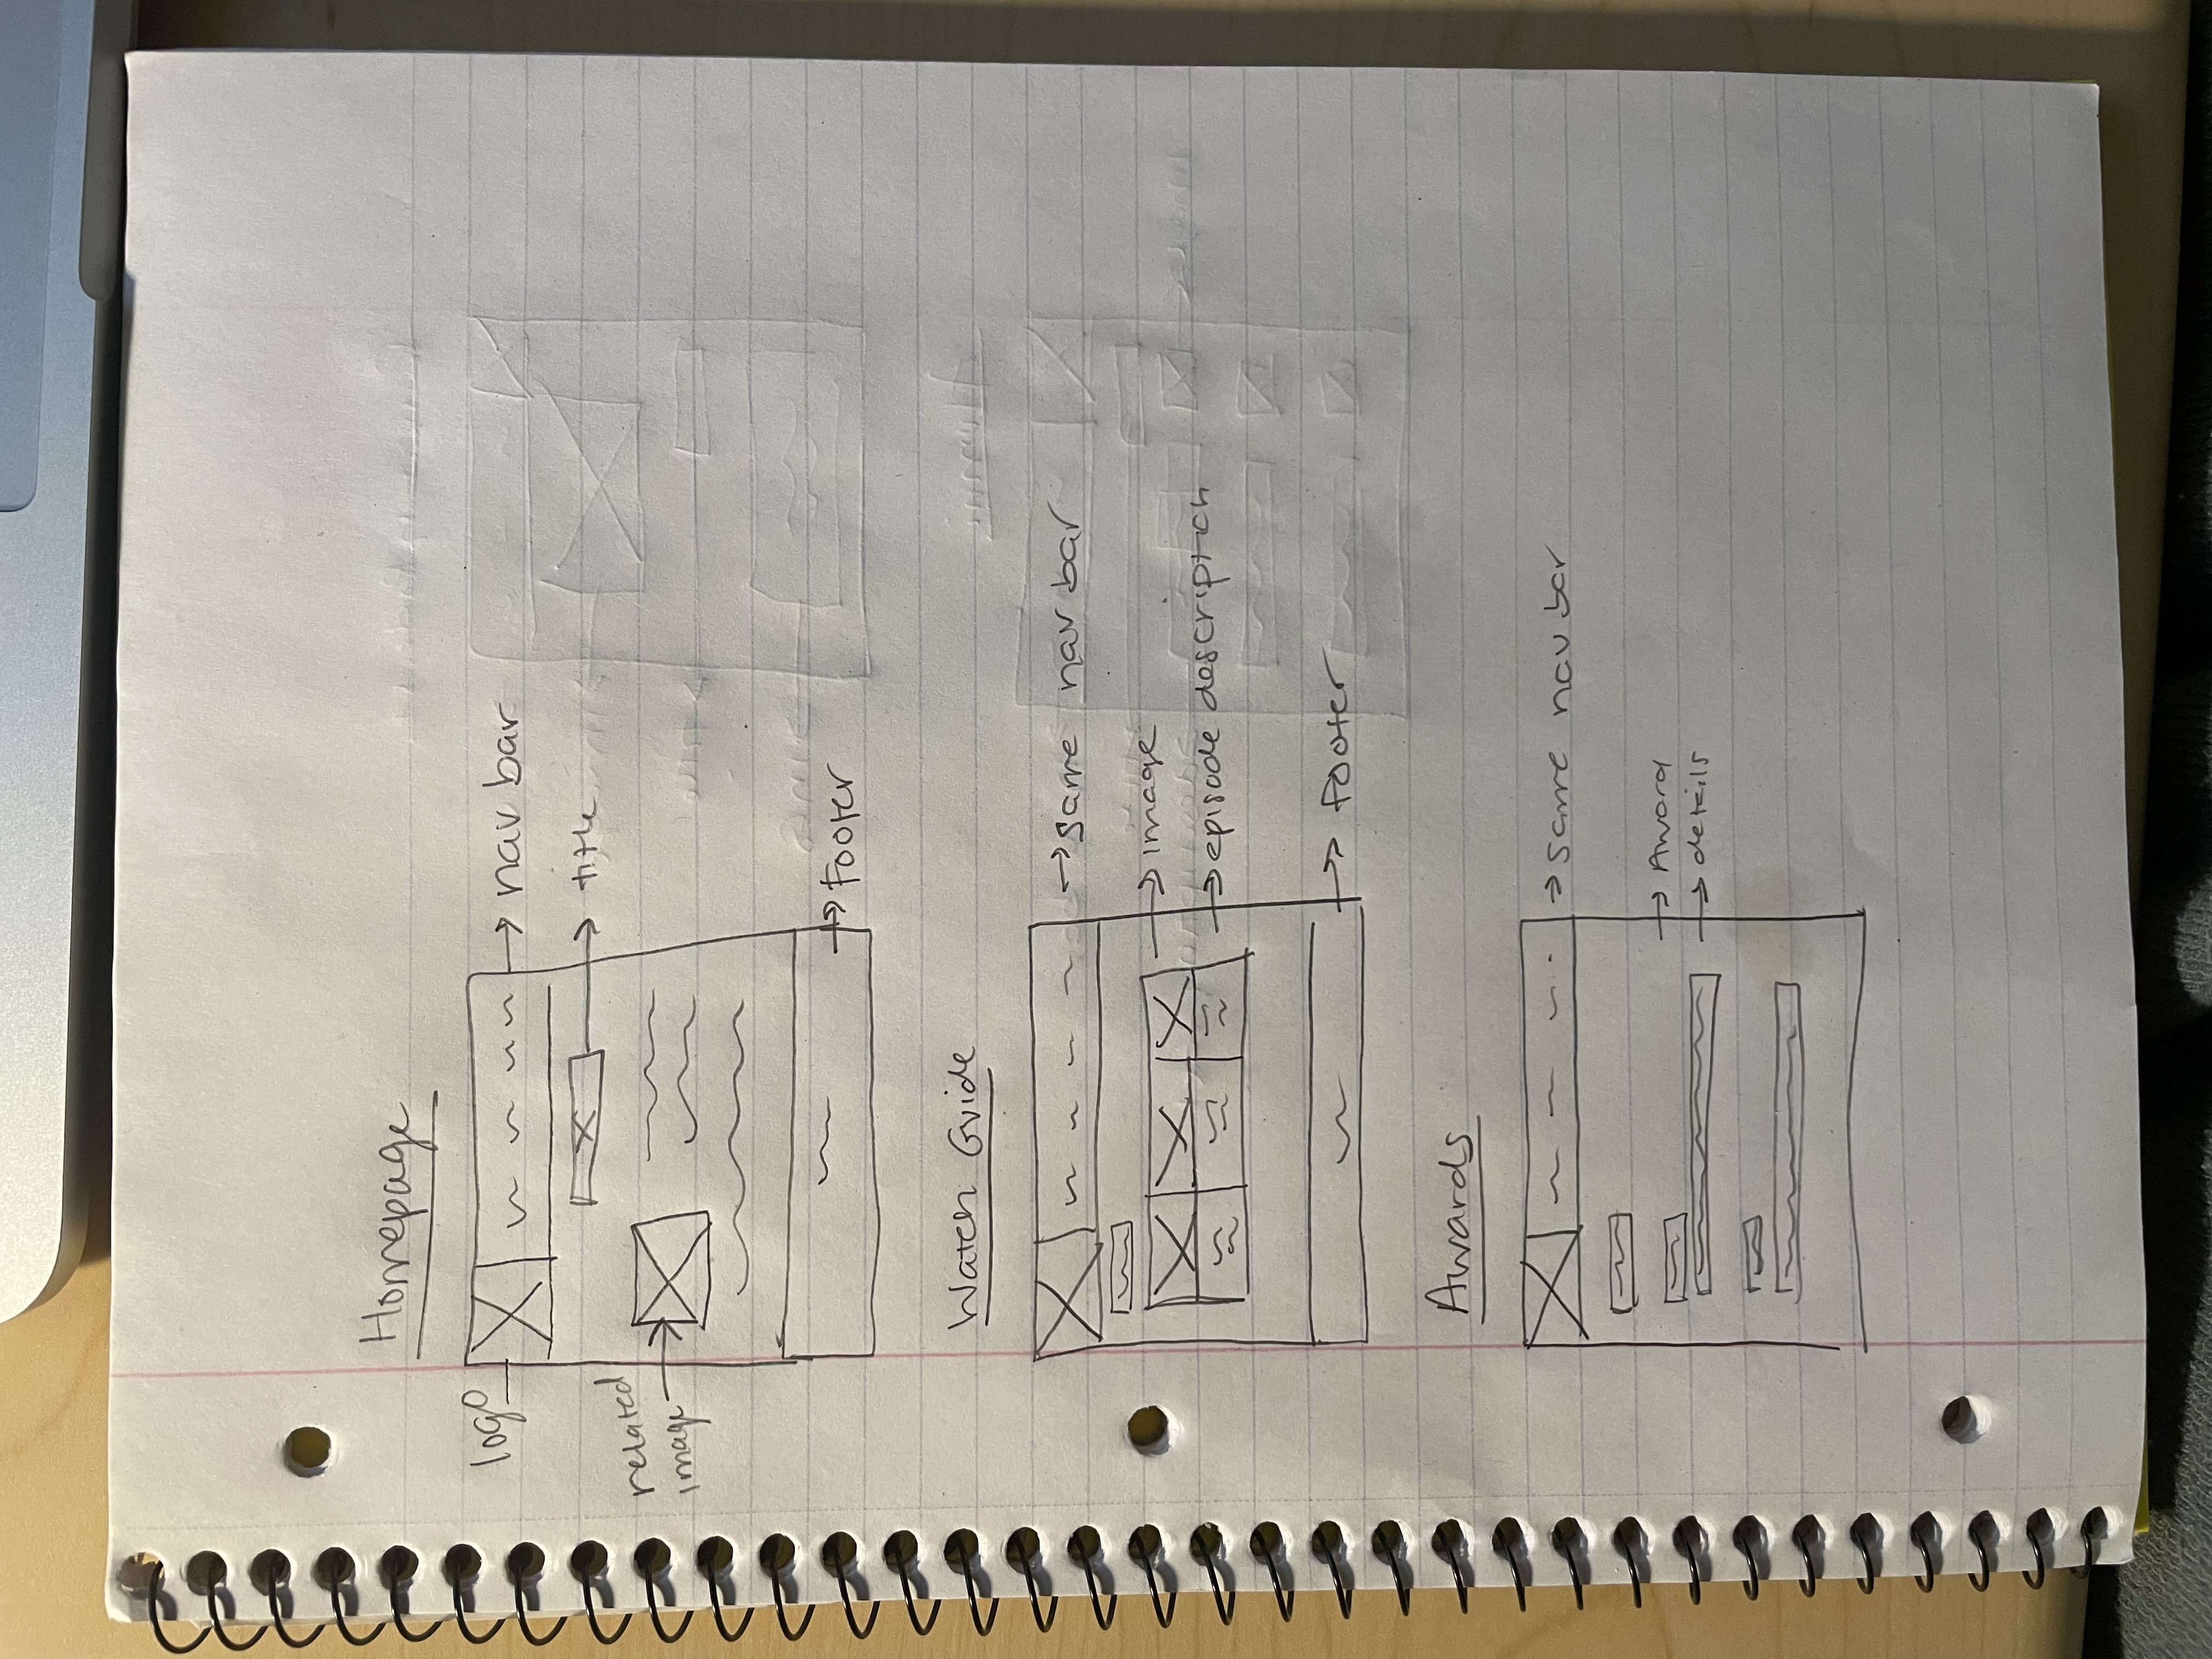 Homepage
logo
nav bar
title
related
image
Footer
Watch Guide
same nav bar
image
episode description
Footer
Awards
same nav bar
Award
details